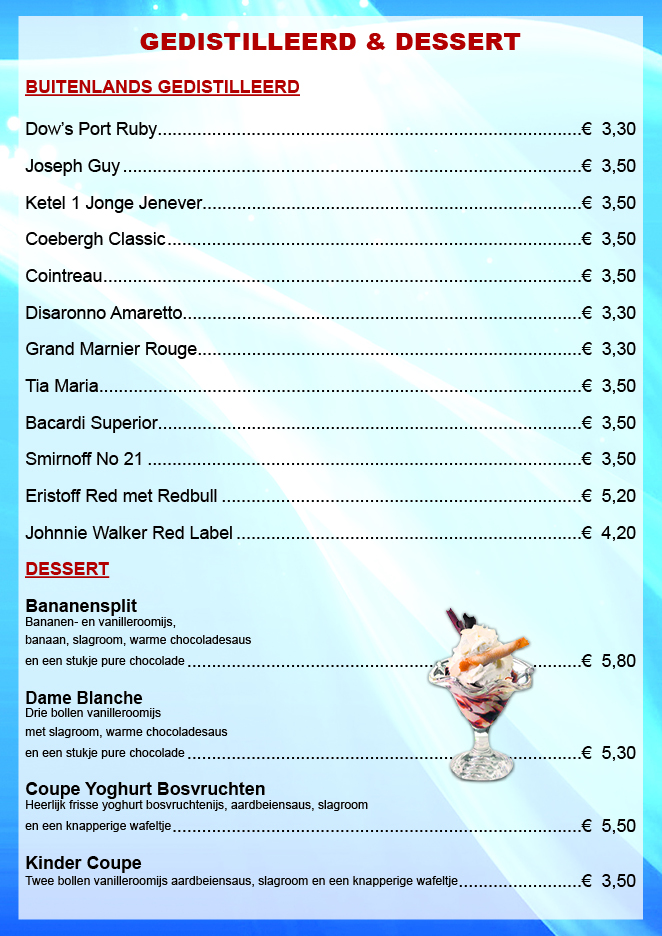 GEDISTILLEERD & DESSERT
BUITENLANDS GEDISTILLEERD
Dow's Port Ruby....................................................................................€ 3,30
Joseph Guy ...........................................................................................€ 3,50
Ketel 1 Jonge Jenever...........................................................................€ 3,50
Coebergh Classic..................................................................................€ 3,50
Cointreau...............................................................................................€ 3,50
Disaronno Amaretto...............................................................................€ 3,30
Grand Marnier Rouge............................................................................€ 3,30
Tia Maria................................................................................................€ 3,50
Bacardi Superior....................................................................................€ 3,50
Smirnoff No 21 ......................................................................................€ 3,50
Eristoff Red met Redbull .......................................................................€ 5,20
Johnnie Walker Red Label ....................................................................€ 4,20
DESSERT
Bananensplit
Bananen- en vanilleroomijs,
banaan, slagroom, warme chocoladesaus
en een stukje pure chocolade ..............................................................................€ 5,80
Dame Blanche
Drie bollen vanilleroomijs
met slagroom, warme chocoladesaus
en een stukje pure chocolade ..............................................................................€ 5,30
Coupe Yoghurt Bosvruchten
Heerlijk frisse yoghurt bosvruchtenijs, aardbeiensaus, slagroom
en een knapperige wafeltje.................................................................................€ 5,50
Kinder Coupe
Twee bollen vanilleroomijs aardbeiensaus, slagroom en een knapperige wafeltje........................€ 3,50